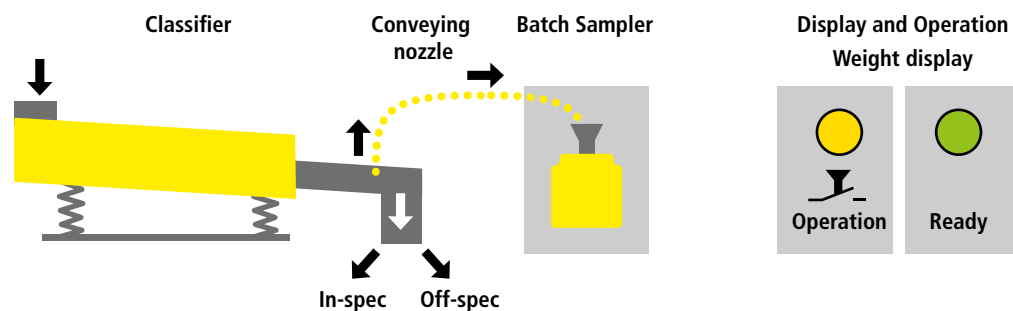 Classifier
Conveying
nozzle
Batch Sampler
Display and Operation
Weight display
Operation
Ready
In-spec
Off-spec